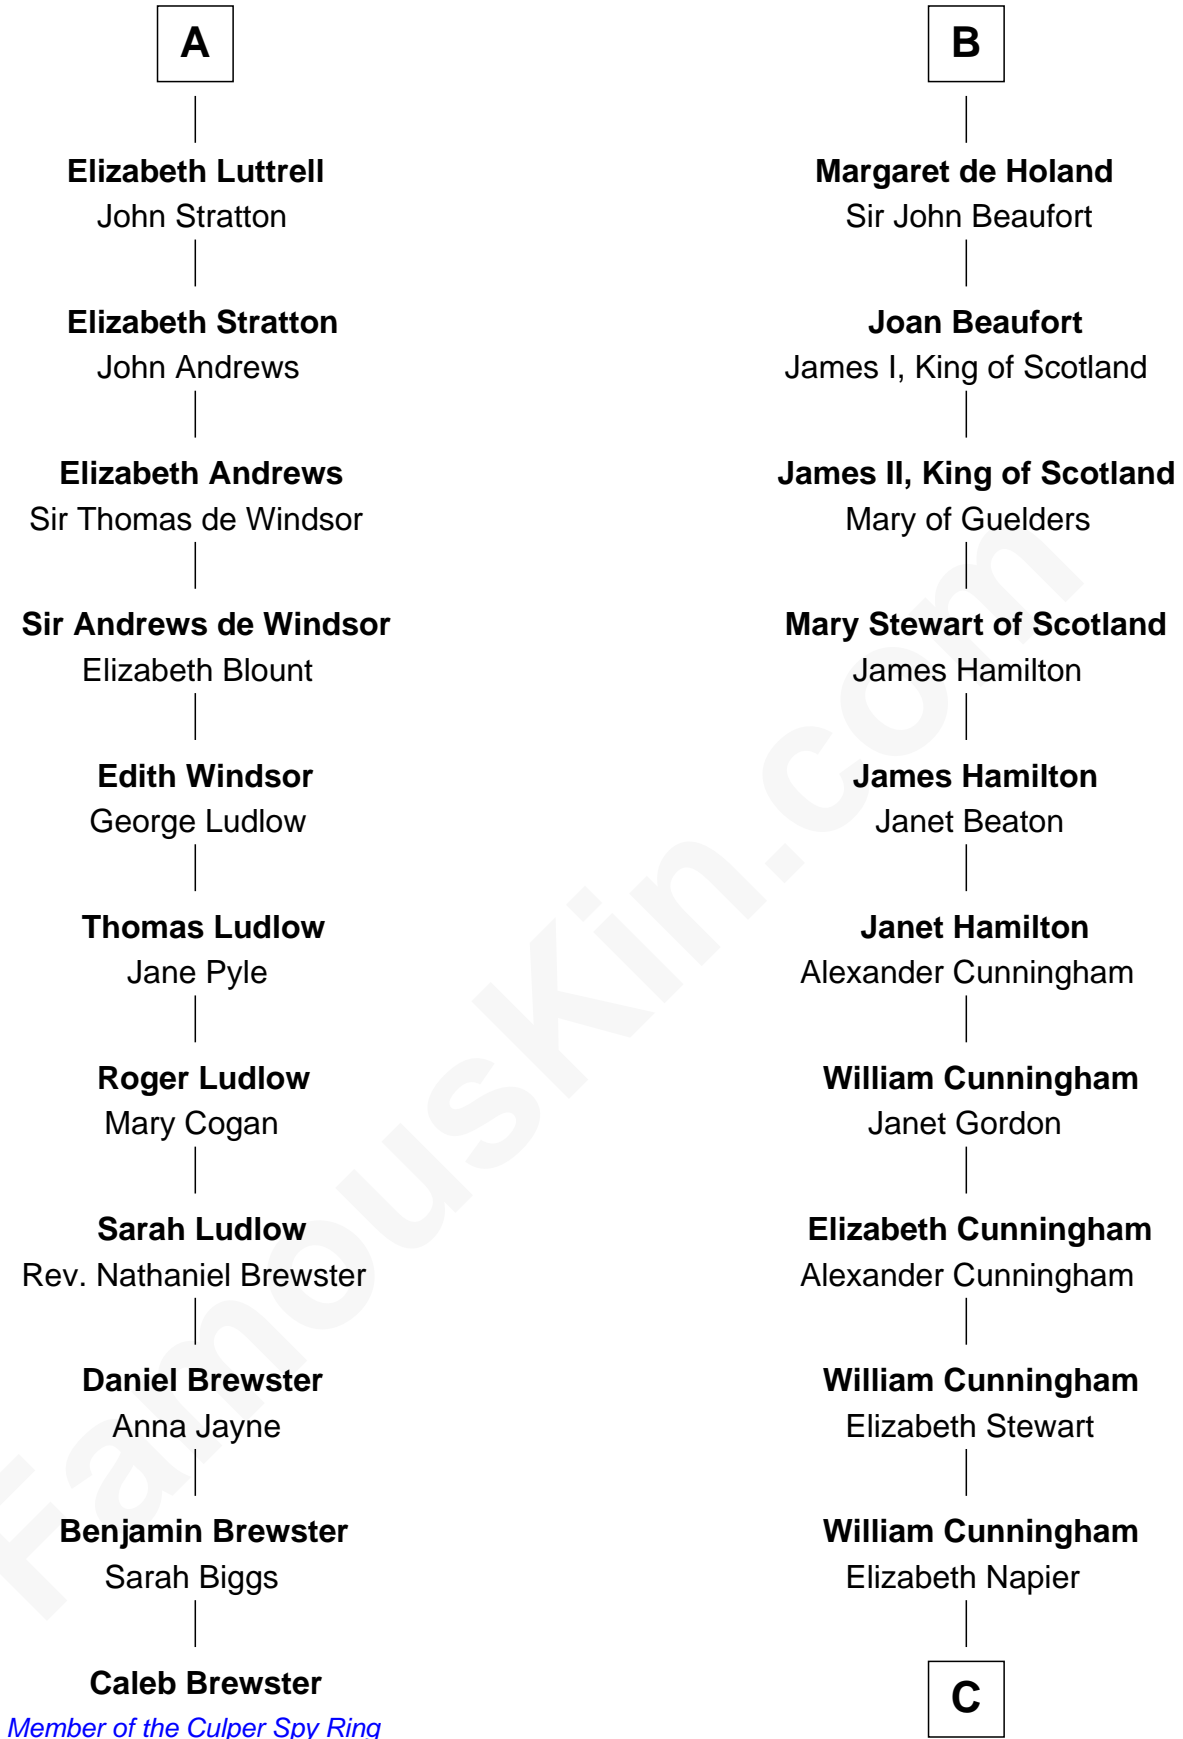 A
Elizabeth Luttrell
John Stratton
Elizabeth Stratton
John Andrews
Elizabeth Andrews
Sir Thomas de Windsor
Sir Andrews de Windsor
Elizabeth Blount
Edith Windsor
George Ludlow
Thomas Ludlow
Jane Pyle
Roger Ludlow
Mary Cogan
Sarah Ludlow
Rev. Nathaniel Brewster
Daniel Brewster
Anna Jayne
Benjamin Brewster
Sarah Biggs
Caleb Brewster
Member of the Culper Spy Ring
B
Margaret de Holand
Sir John Beaufort
Joan Beaufort
James I, King of Scotland
James II, King of Scotland
Mary of Guelders
Mary Stewart of Scotland
James Hamilton
James Hamilton
Janet Beaton
Janet Hamilton
Alexander Cunningham
William Cunningham
Janet Gordon
Elizabeth Cunningham
Alexander Cunningham
William Cunningham
Elizabeth Stewart
William Cunningham
Elizabeth Napier
C
FamousKin.com